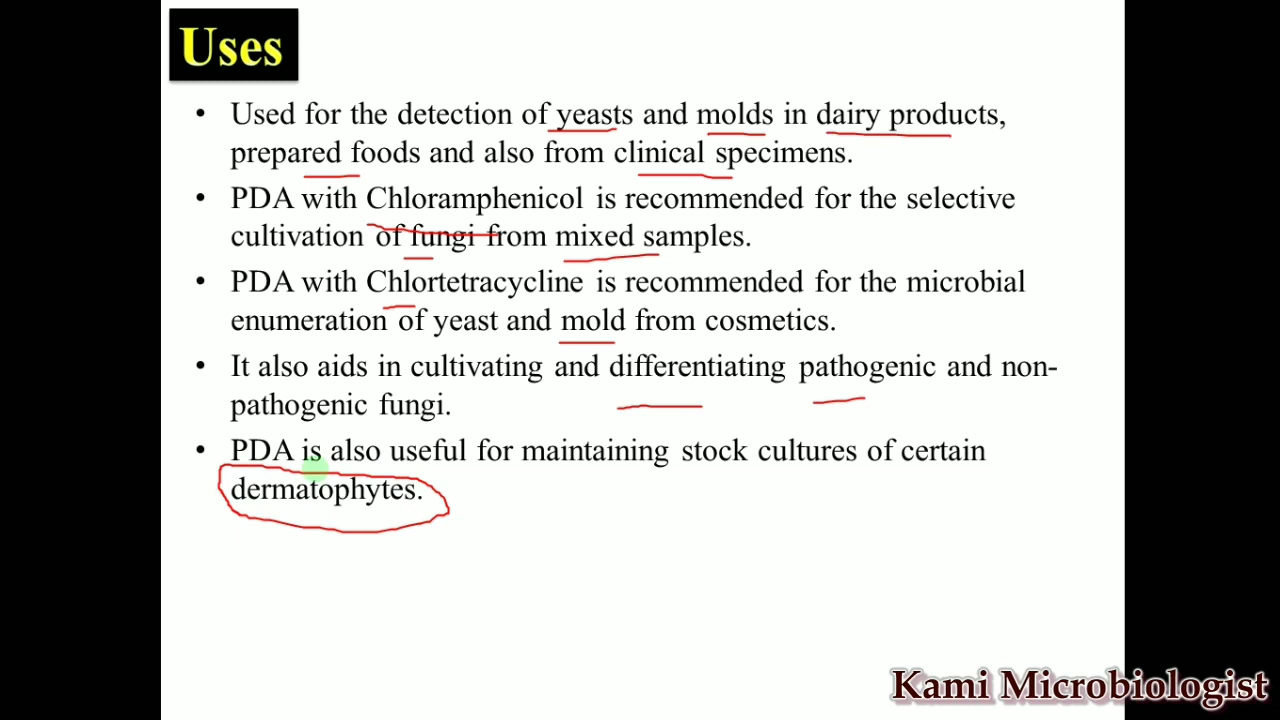 Uses
• Used for the detection of yeasts and molds in dairy products,
prepared foods and also from clinical specimens.
• PDA with Chloramphenicol is recommended for the selective
cultivation of fungi from mixed samples.
• PDA with Chlortetracycline is recommended for the microbial
enumeration of yeast and mold from cosmetics.
• It also aids in cultivating and differentiating pathogenic and non-
pathogenic fungi.
• PDA is also useful for maintaining stock cultures of certain
dermatophytes.
Kami Microbiologist